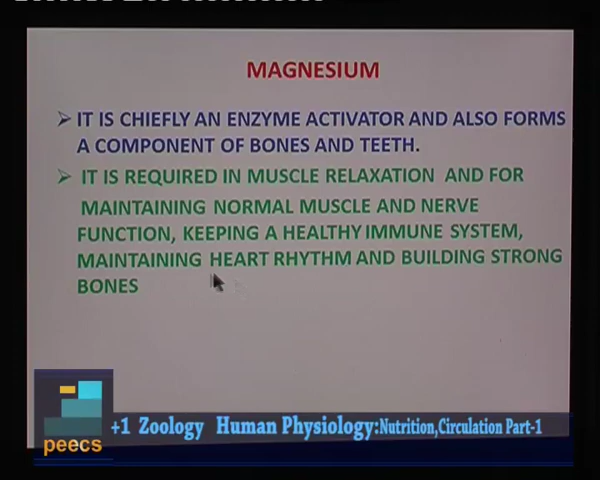 MAGNESIUM
➢ IT IS CHIEFLY AN ENZYME ACTIVATOR AND ALSO FORMS
A COMPONENT OF BONES AND TEETH.
➢ IT IS REQUIRED IN MUSCLE RELAXATION AND FOR
MAINTAINING NORMAL MUSCLE AND NERVE
FUNCTION, KEEPING A HEALTHY IMMUNE SYSTEM,
MAINTAINING HEART RHYTHM AND BUILDING STRONG
BONES
peecs
+1 Zoology Human Physiology:Nutrition,Circulation Part-1